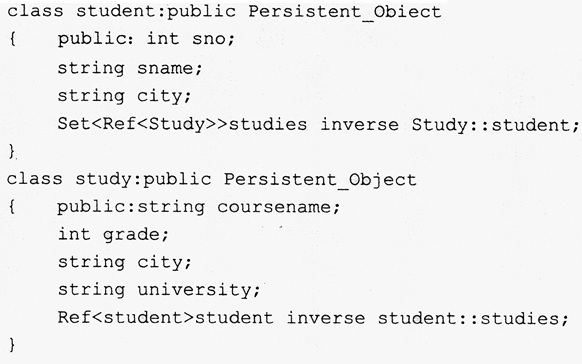 class student:public Persistent_Obiect
{ public: int sno;
string sname;
string city;
Set<Ref<Study>>studies inverse Study::student;
}
class study:public Persistent_Object
{ public:string coursename;
int grade;
string city;
string university;
Ref<student>student inverse student::studies;
}